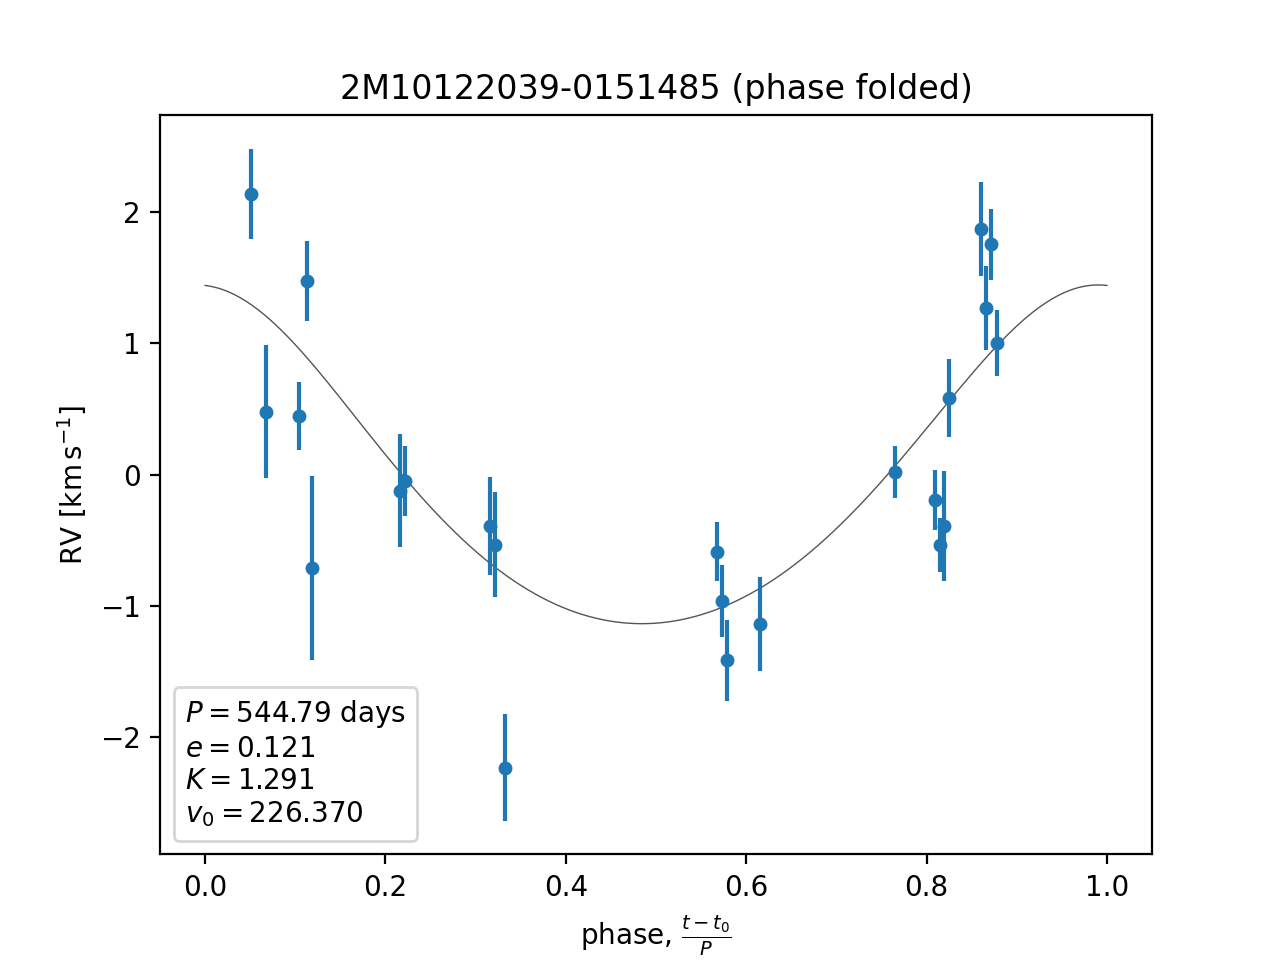 2M10122039-0151485 (phase folded)
2
1
0
−1
−2
RV [km s⁻¹]
P = 544.79 days
e = 0.121
K = 1.291
v₀ = 226.370
0.0 0.2 0.4 0.6 0.8 1.0
phase, (t − t₀)/P